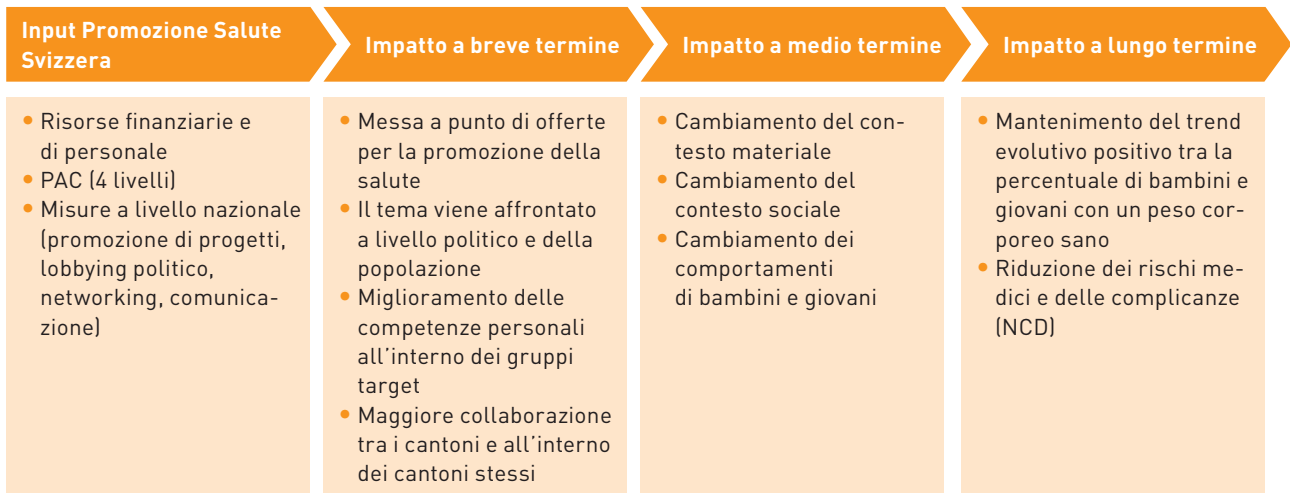 Input Promozione Salute
Svizzera
Impatto a breve termine
Impatto a medio termine
Impatto a lungo termine
• Risorse finanziarie e
di personale
• PAC (4 livelli)
• Misure a livello nazionale
(promozione di progetti,
lobbying politico,
networking, comunica-
zione)
• Messa a punto di offerte
per la promozione della
salute
• Il tema viene affrontato
a livello politico e della
popolazione
• Miglioramento delle
competenze personali
all’interno dei gruppi
target
• Maggiore collaborazione
tra i cantoni e all’interno
dei cantoni stessi
• Cambiamento del con-
testo materiale
• Cambiamento del
contesto sociale
• Cambiamento dei
comportamenti
di bambini e giovani
• Mantenimento del trend
evolutivo positivo tra la
percentuale di bambini e
giovani con un peso cor-
poreo sano
• Riduzione dei rischi me-
dici e delle complicanze
(NCD)